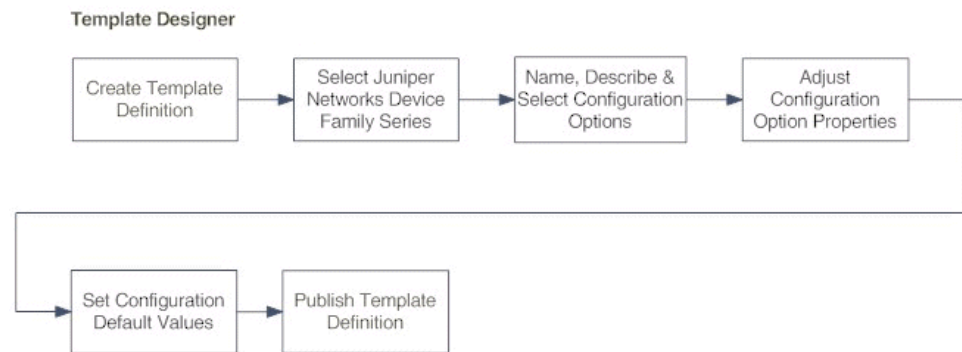 Template Designer
Create Template
Definition
Select Juniper
Networks Device
Family Series
Name, Describe &
Select Configuration
Options
Adjust
Configuration
Option Properties
Set Configuration
Default Values
Publish Template
Definition